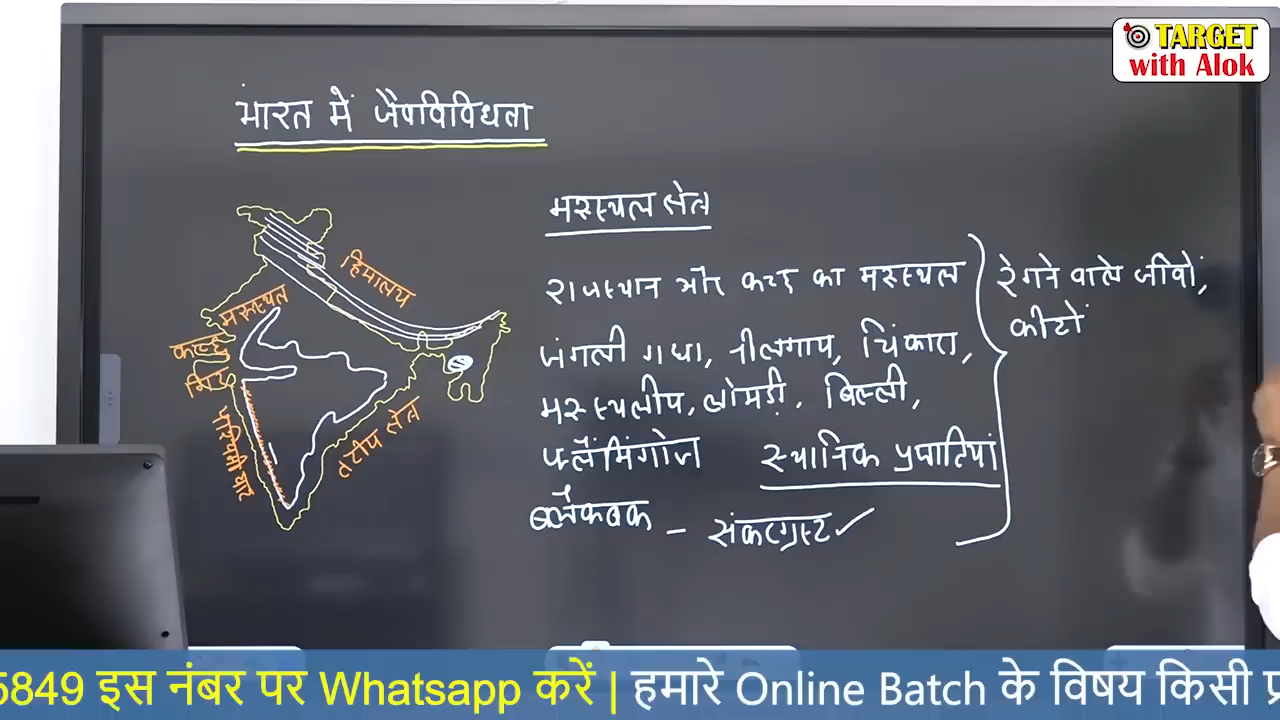 TARGET
with Alok
भारत में जैवविविधता
मरुस्थल क्षेत्र
राजस्थान और कच्छ का मरुस्थल
जंगली गधा, नीलगाय, चिंकारा,
मरुस्थलीय, लोमड़ी, बिल्ली,
फ्लेमिंगोज स्थानिक प्रजातियां
ब्लैकबक - संकटग्रस्ट ✓
रेंगने वाले जीवों,
कीटों
हिमालय
मरुस्थल
कच्छ
गिर
पश्चिमी घाट
तटीय क्षेत्र
5849 इस नंबर पर Whatsapp करें | हमारे Online Batch के विषय किसी प्र